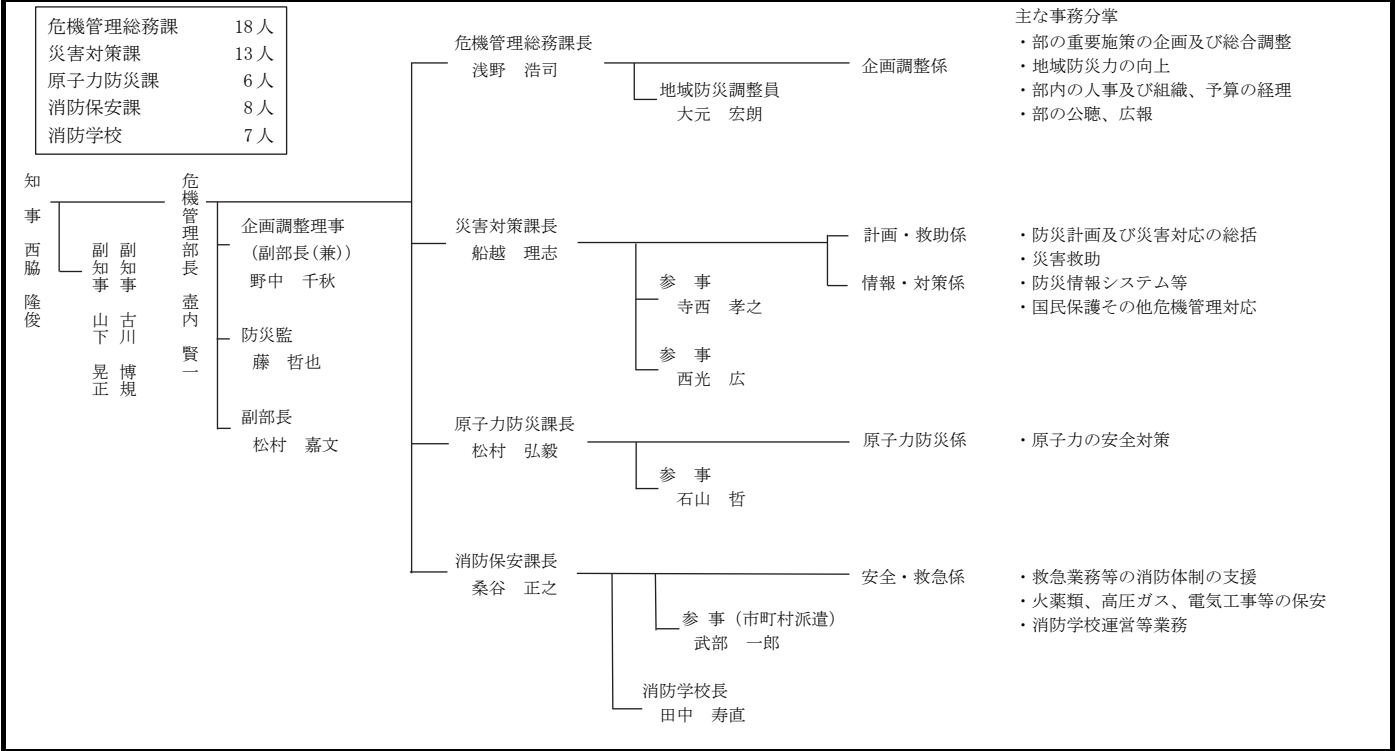 危機管理総務課 18人
災害対策課 13人
原子力防災課 6人
消防保安課 8人
消防学校 7人
知 事 西脇 隆俊
副知事 古川 博規
副知事 山下 晃正
危機管理部長 壺内 賢一
企画調整理事
(副部長(兼))
野中 千秋
防災監
藤 哲也
副部長
松村 嘉文
危機管理総務課長
浅野 浩司
地域防災調整員
大元 宏朗
企画調整係
主な事務分掌
・部の重要施策の企画及び総合調整
・地域防災力の向上
・部内の人事及び組織、予算の経理
・部の公聴、広報
災害対策課長
船越 理志
参 事
寺西 孝之
参 事
西光 広
計画・救助係
情報・対策係
・防災計画及び災害対応の総括
・災害救助
・防災情報システム等
・国民保護その他危機管理対応
原子力防災課長
松村 弘毅
参 事
石山 哲
原子力防災係
・原子力の安全対策
消防保安課長
桑谷 正之
参 事(市町村派遣)
武部 一郎
消防学校長
田中 寿直
安全・救急係
・救急業務等の消防体制の支援
・火薬類、高圧ガス、電気工事等の保安
・消防学校運営等業務